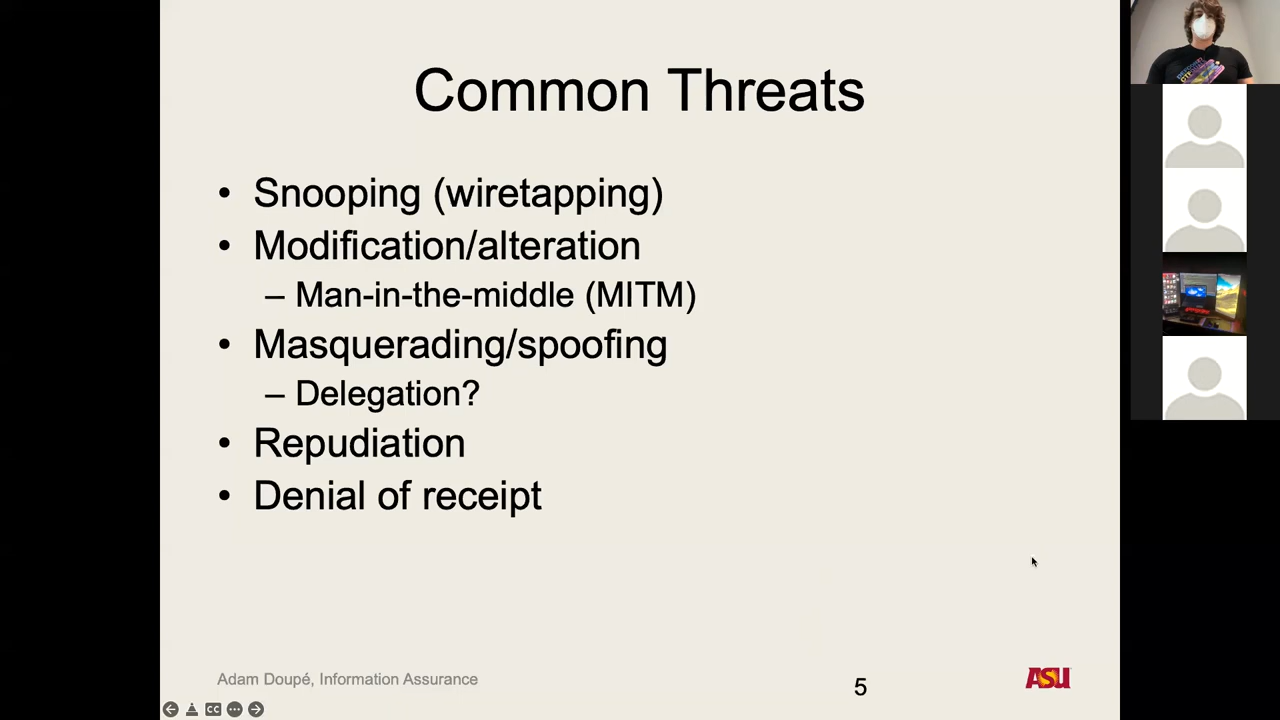 Common Threats
• Snooping (wiretapping)
• Modification/alteration
– Man-in-the-middle (MITM)
• Masquerading/spoofing
– Delegation?
• Repudiation
• Denial of receipt
Adam Doupé, Information Assurance
5
ASU
CC